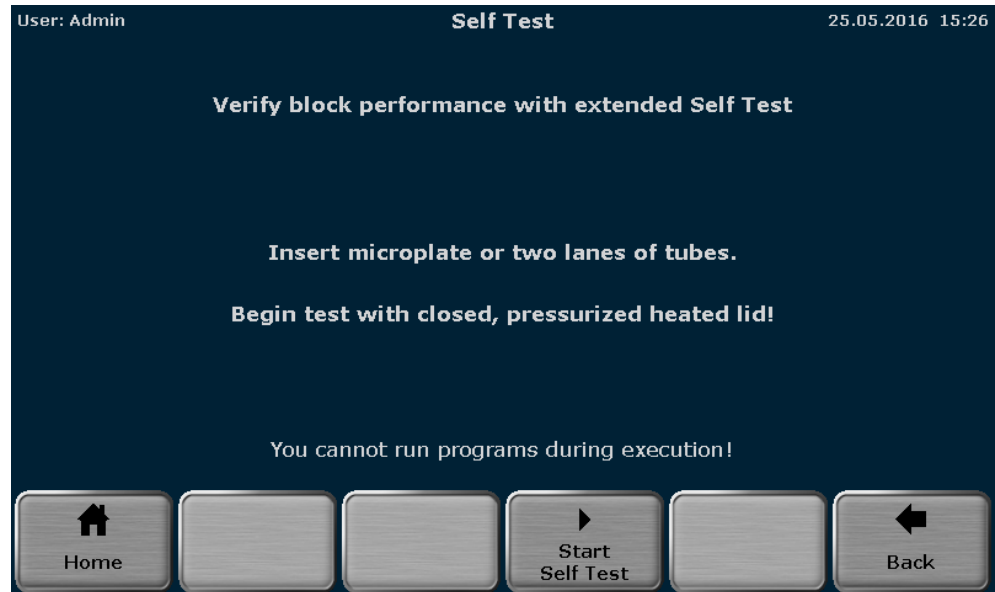 User: Admin
Self Test
25.05.2016 15:26
Verify block performance with extended Self Test
Insert microplate or two lanes of tubes.
Begin test with closed, pressurized heated lid!
You cannot run programs during execution!
Home
Start
Self Test
Back